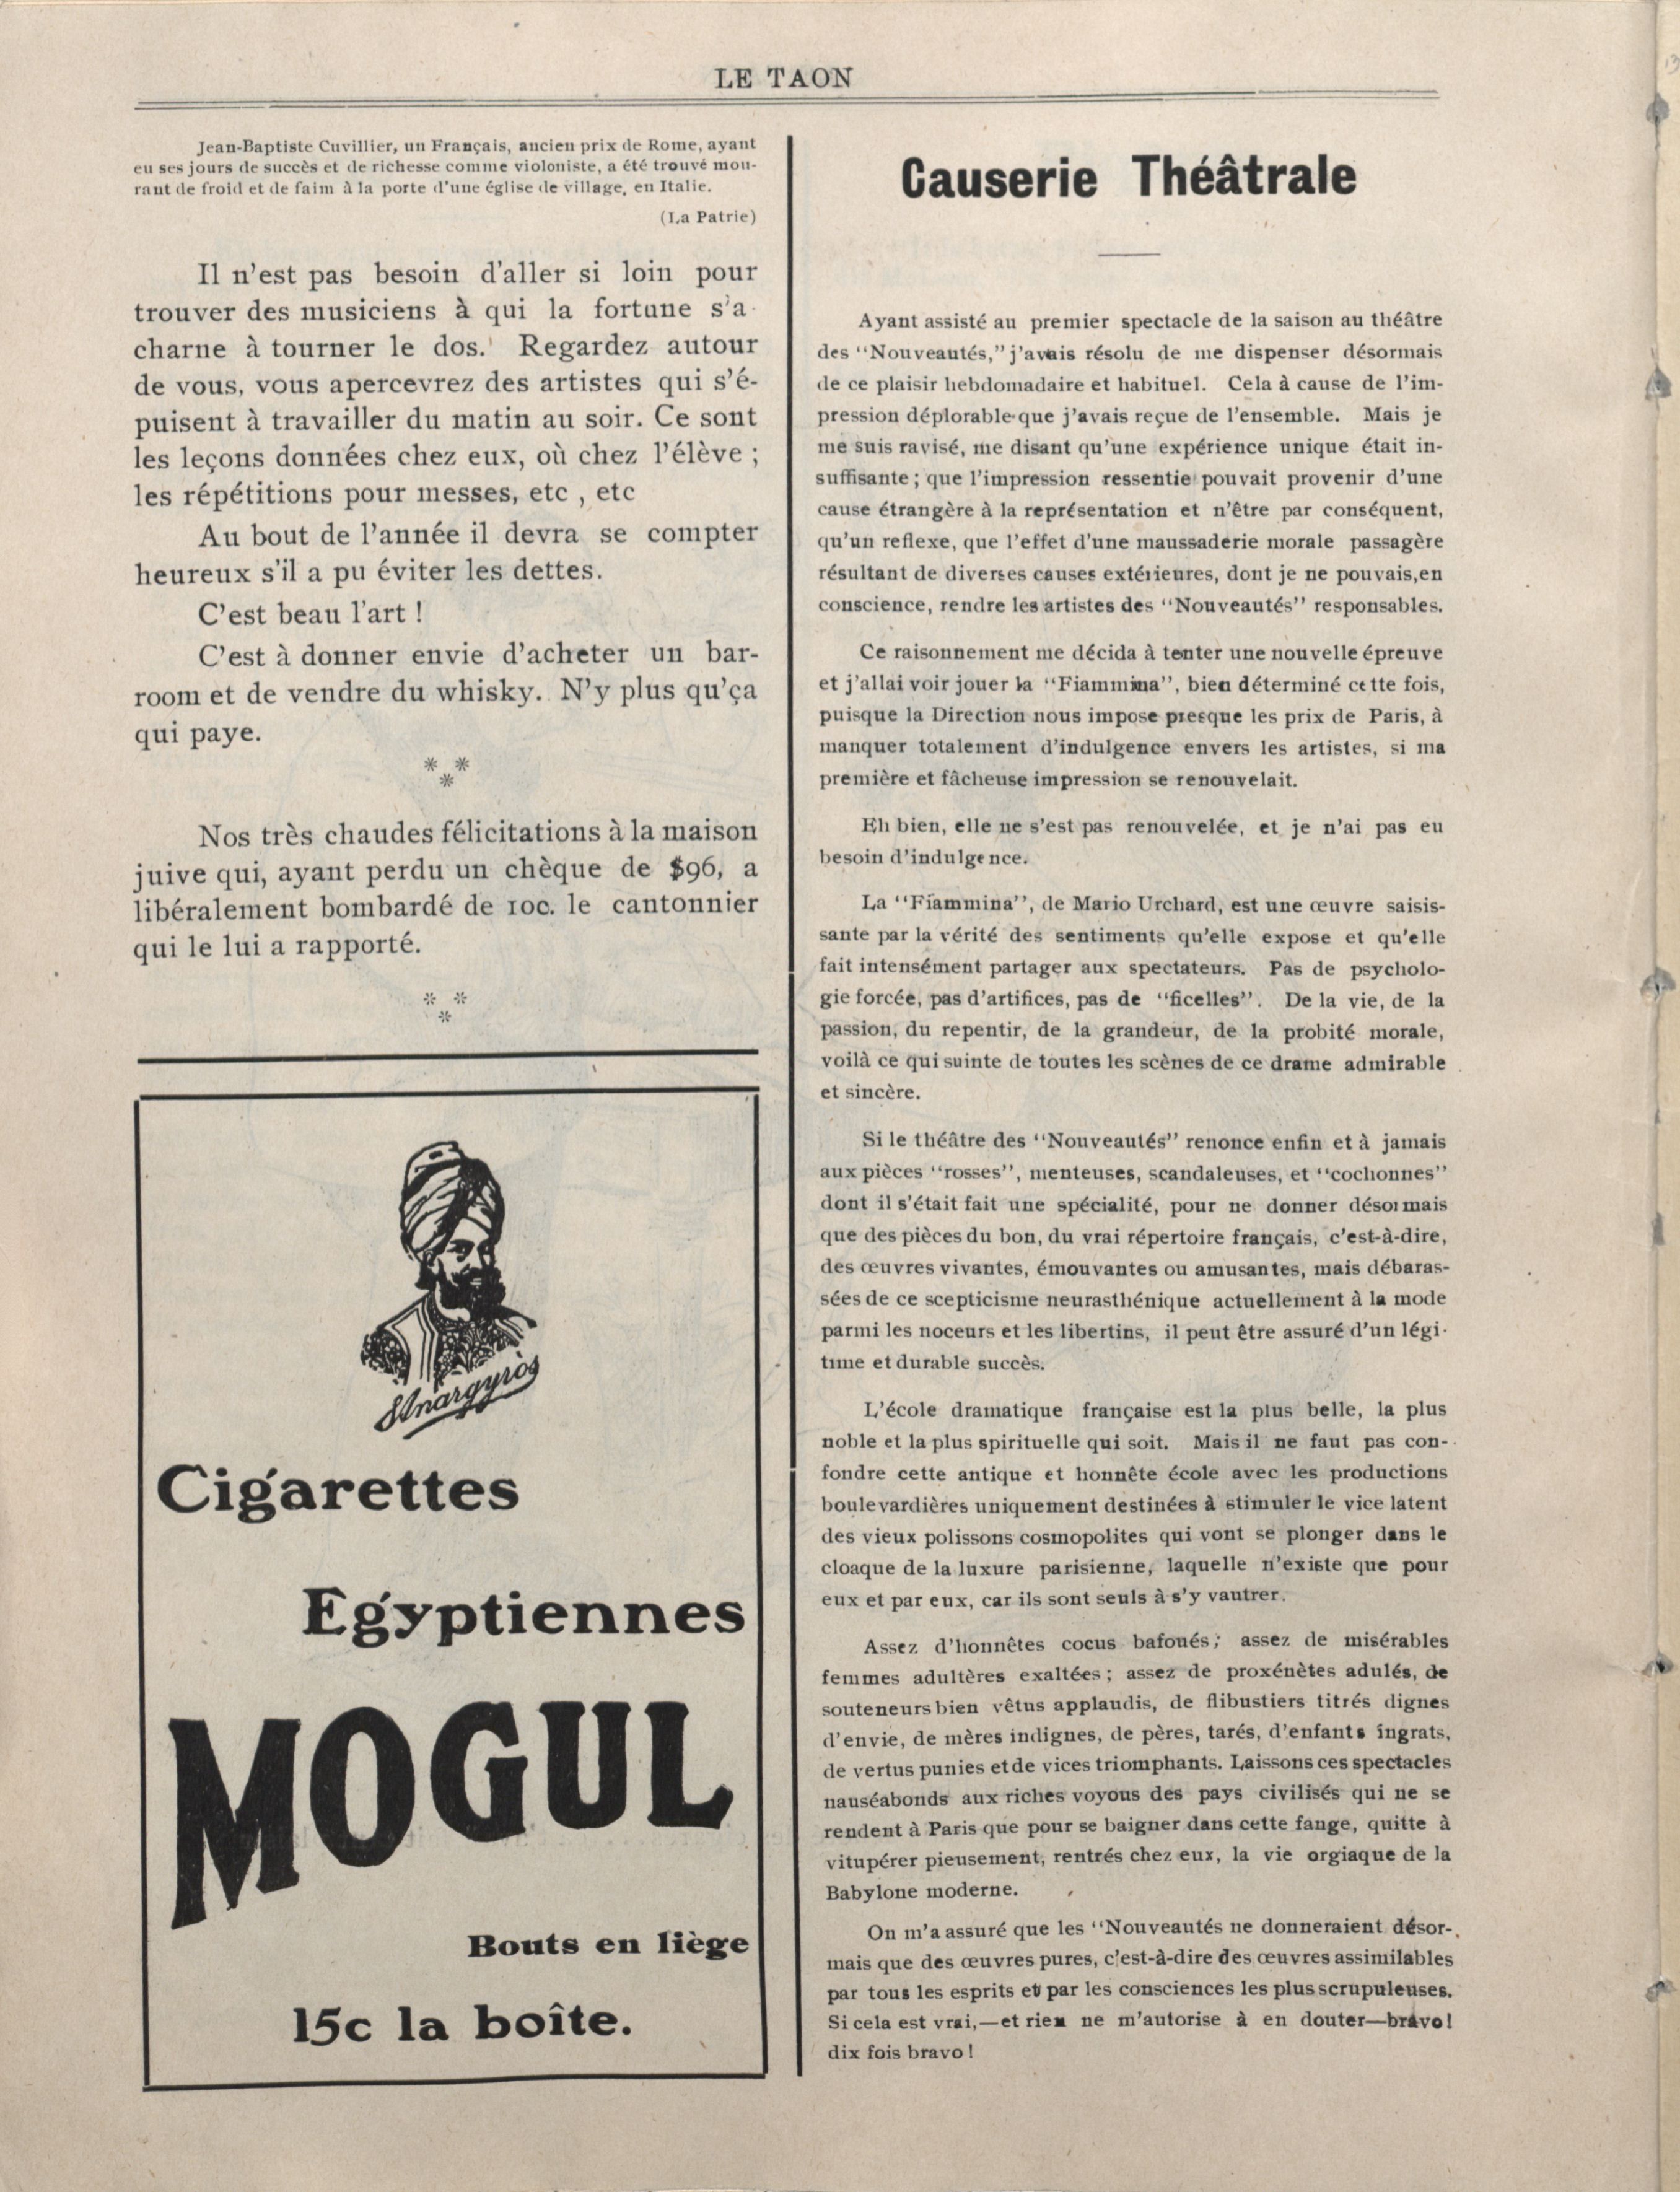 LE TAON
Jean-Baptiste Cuvillier, un Français, ancien prix de Rome, ayant
eu ses jours de succès et de richesse comme violoniste, a été trouvé mou-
rant de froid et de faim à la porte d'une église de village, en Italie.
(La Patrie)
Il n'est pas besoin d'aller si loin pour
trouver des musiciens à qui la fortune s'a-
charne à tourner le dos. Regardez autour
de vous, vous apercevrez des artistes qui s'é-
puisent à travailler du matin au soir. Ce sont
les leçons données chez eux, où chez l'élève ;
les répétitions pour messes, etc , etc
Au bout de l'année il devra se compter
heureux s'il a pu éviter les dettes.
C'est beau l'art !
C'est à donner envie d'acheter un bar-
room et de vendre du whisky. N'y plus qu'ça
qui paye.
* * *
Nos très chaudes félicitations à la maison
juive qui, ayant perdu un chèque de $96, a
libéralement bombardé de 10c. le cantonnier
qui le lui a rapporté.
* * *
S Anargyros
Cigarettes
Egyptiennes
MOGUL
Bouts en liège
15c la boîte.
Causerie Théâtrale
Ayant assisté au premier spectacle de la saison au théâtre
des "Nouveautés," j'avais résolu de me dispenser désormais
de ce plaisir hebdomadaire et habituel. Cela à cause de l'im-
pression déplorable que j'avais reçue de l'ensemble. Mais je
me suis ravisé, me disant qu'une expérience unique était in-
suffisante ; que l'impression ressentie pouvait provenir d'une
cause étrangère à la représentation et n'être par conséquent,
qu'un reflexe, que l'effet d'une maussaderie morale passagère
résultant de diverses causes extérieures, dont je ne pouvais,en
conscience, rendre les artistes des "Nouveautés" responsables.
Ce raisonnement me décida à tenter une nouvelle épreuve
et j'allai voir jouer la "Fiammina", bien déterminé cette fois,
puisque la Direction nous impose presque les prix de Paris, à
manquer totalement d'indulgence envers les artistes, si ma
première et fâcheuse impression se renouvelait.
Eh bien, elle ne s'est pas renouvelée, et je n'ai pas eu
besoin d'indulgence.
La "Fiammina", de Mario Urchard, est une œuvre saisis-
sante par la vérité des sentiments qu'elle expose et qu'elle
fait intensément partager aux spectateurs. Pas de psycholo-
gie forcée, pas d'artifices, pas de "ficelles". De la vie, de la
passion, du repentir, de la grandeur, de la probité morale,
voilà ce qui suinte de toutes les scènes de ce drame admirable
et sincère.
Si le théâtre des "Nouveautés" renonce enfin et à jamais
aux pièces "rosses", menteuses, scandaleuses, et "cochonnes"
dont il s'était fait une spécialité, pour ne donner désormais
que des pièces du bon, du vrai répertoire français, c'est-à-dire,
des œuvres vivantes, émouvantes ou amusantes, mais débaras-
sées de ce scepticisme neurasthénique actuellement à la mode
parmi les noceurs et les libertins, il peut être assuré d'un légi-
time et durable succès.
L'école dramatique française est la plus belle, la plus
noble et la plus spirituelle qui soit. Mais il ne faut pas con-
fondre cette antique et honnête école avec les productions
boulevardières uniquement destinées à stimuler le vice latent
des vieux polissons cosmopolites qui vont se plonger dans le
cloaque de la luxure parisienne, laquelle n'existe que pour
eux et par eux, car ils sont seuls à s'y vautrer.
Assez d'honnêtes cocus bafoués ; assez de misérables
femmes adultères exaltées ; assez de proxénètes adulés, de
souteneurs bien vêtus applaudis, de flibustiers titrés dignes
d'envie, de mères indignes, de pères, tarés, d'enfants ingrats,
de vertus punies et de vices triomphants. Laissons ces spectacles
nauséabonds aux riches voyous des pays civilisés qui ne se
rendent à Paris que pour se baigner dans cette fange, quitte à
vitupérer pieusement, rentrés chez eux, la vie orgiaque de la
Babylone moderne.
On m'a assuré que les "Nouveautés ne donneraient désor-
mais que des œuvres pures, c'est-à-dire des œuvres assimilables
par tous les esprits et par les consciences les plus scrupuleuses.
Si cela est vrai,—et rien ne m'autorise à en douter—bravo!
dix fois bravo !